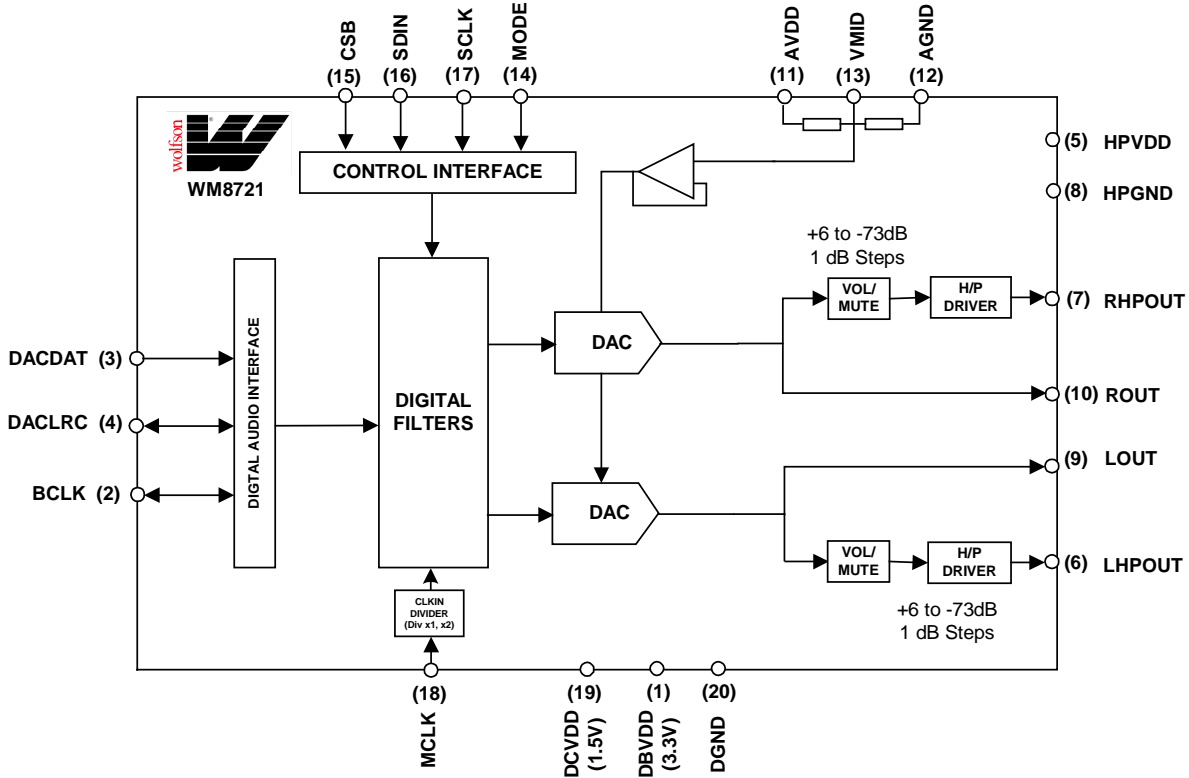 CSB
SDIN
SCLK
MODE
AVDD
VMID
AGND
(15)
(16)
(17)
(14)
(11)
(13)
(12)
wolfson
®
WM8721
CONTROL INTERFACE
(5) HPVDD
(8) HPGND
+6 to -73dB
1 dB Steps
VOL/
MUTE
H/P
DRIVER
(7) RHPOUT
DAC
DACDAT (3)
DIGTAL AUDIO INTERFACE
DIGITAL
FILTERS
(10) ROUT
DACLRC (4)
(9) LOUT
BCLK (2)
DAC
VOL/
MUTE
H/P
DRIVER
(6) LHPOUT
CLKIN
DIVIDER
(Div x1, x2)
+6 to -73dB
1 dB Steps
(18)
(19)
(1)
(20)
MCLK
DCVDD
(1.5V)
DBVDD
(3.3V)
DGND